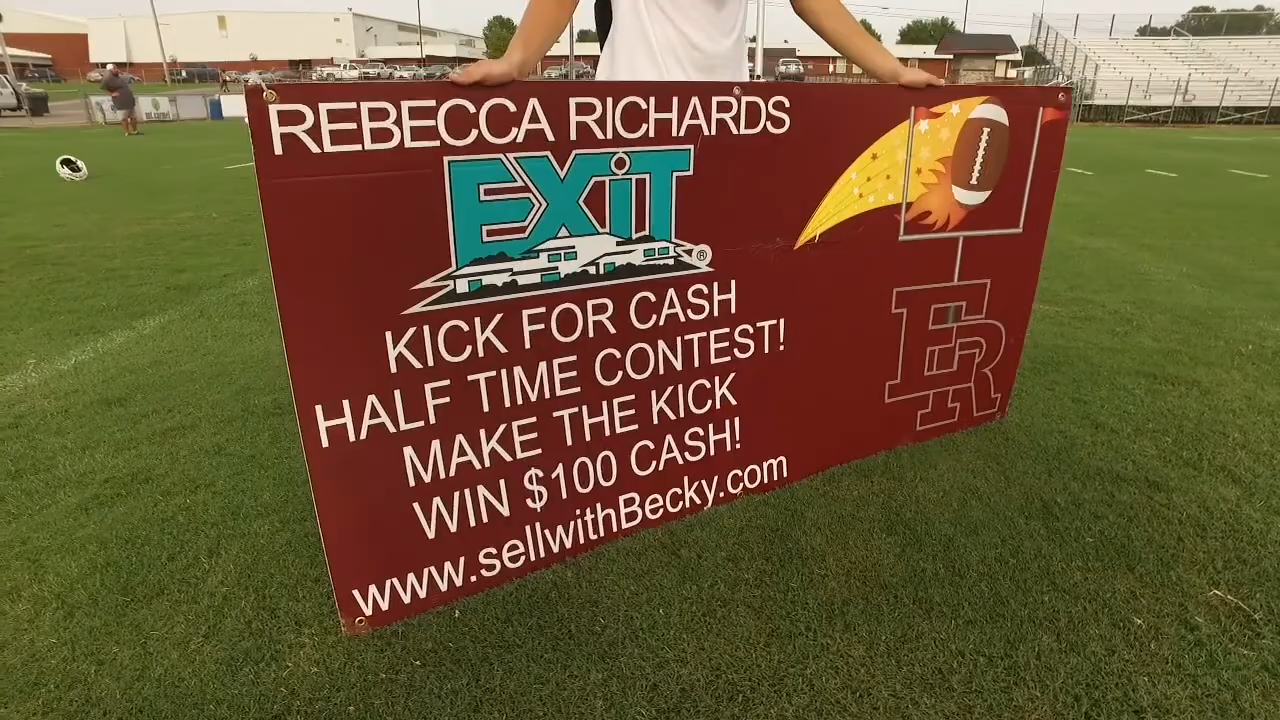 REBECCA RICHARDS
EXiT
®
KICK FOR CASH
HALF TIME CONTEST!
MAKE THE KICK
WIN $100 CASH!
www.sellwithBecky.com
ER